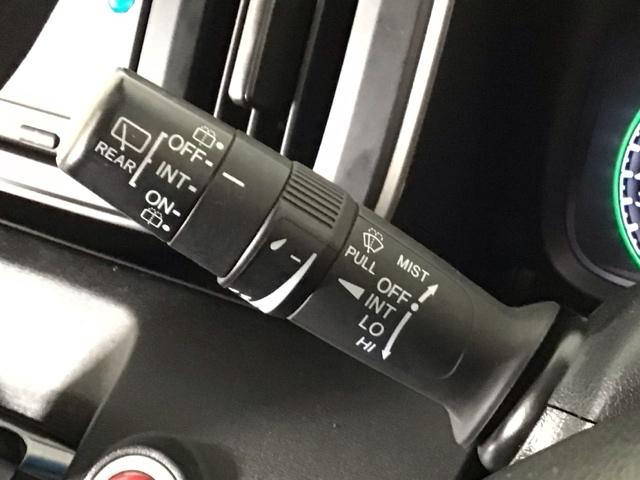 REAR
OFF
INT
ON
PULL
MIST
OFF
INT
LO
HI